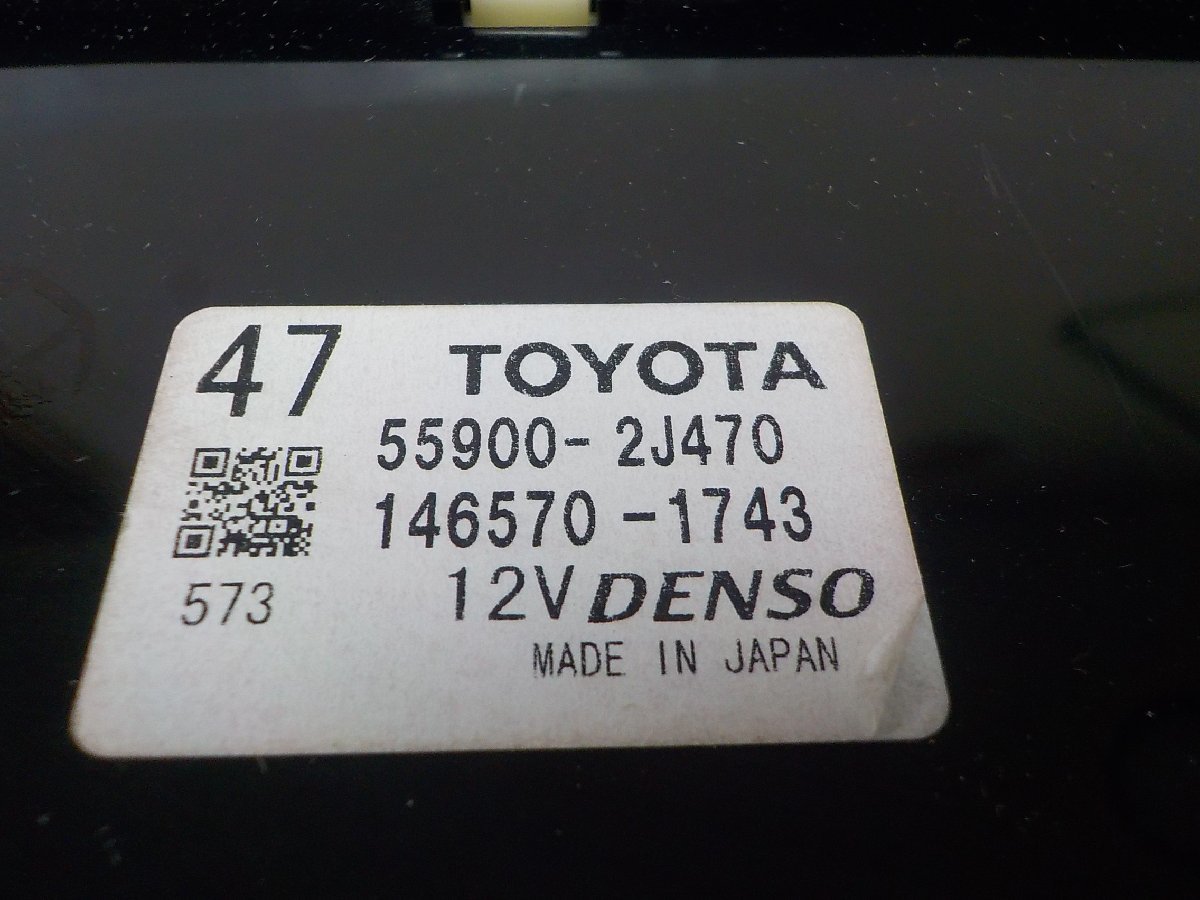 47 TOYOTA
55900-2J470
146570-1743
573 12V DENSO
MADE IN JAPAN